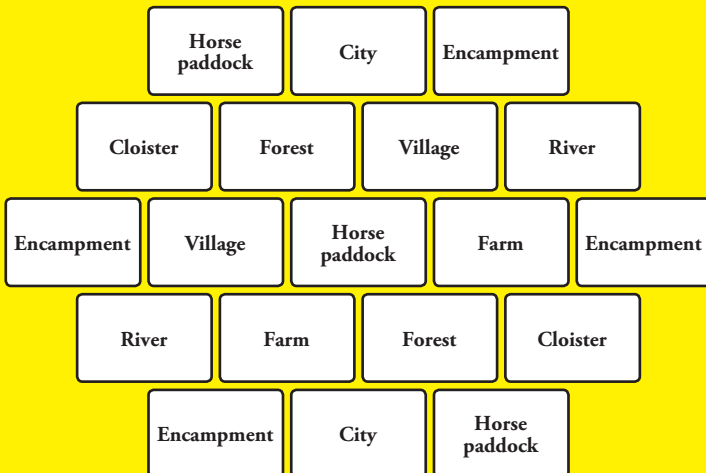 Horse
paddock
City
Encampment
Cloister
Forest
Village
River
Encampment
Village
Horse
paddock
Farm
Encampment
River
Farm
Forest
Cloister
Encampment
City
Horse
paddock